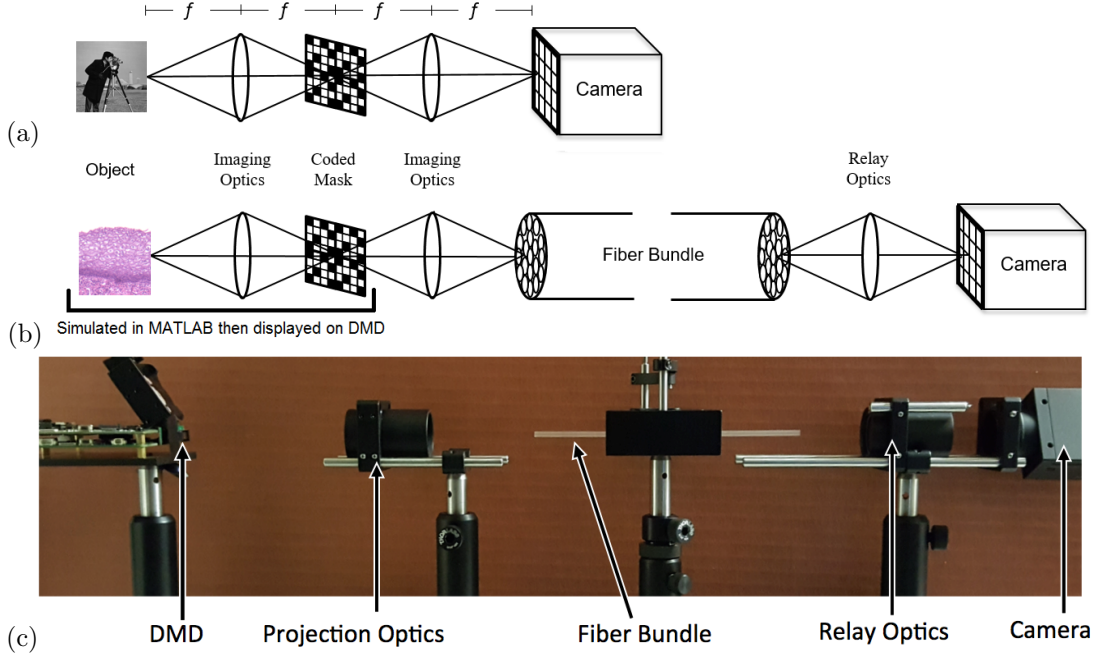 f f f f
Camera
(a)
Object
Imaging
Optics
Coded
Mask
Imaging
Optics
Relay
Optics
Fiber Bundle
Camera
Simulated in MATLAB then displayed on DMD
(b)
(c)
DMD
Projection Optics
Fiber Bundle
Relay Optics
Camera